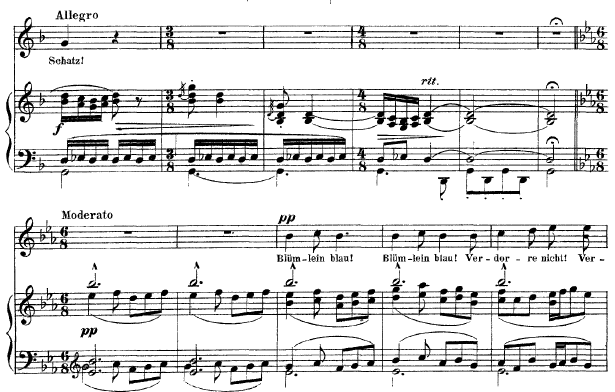 Allegro
Schatz!
rit.
f
Moderato
pp
Blüm-lein blau! Blüm-lein blau! Ver-dor-re nicht! Ver-
pp